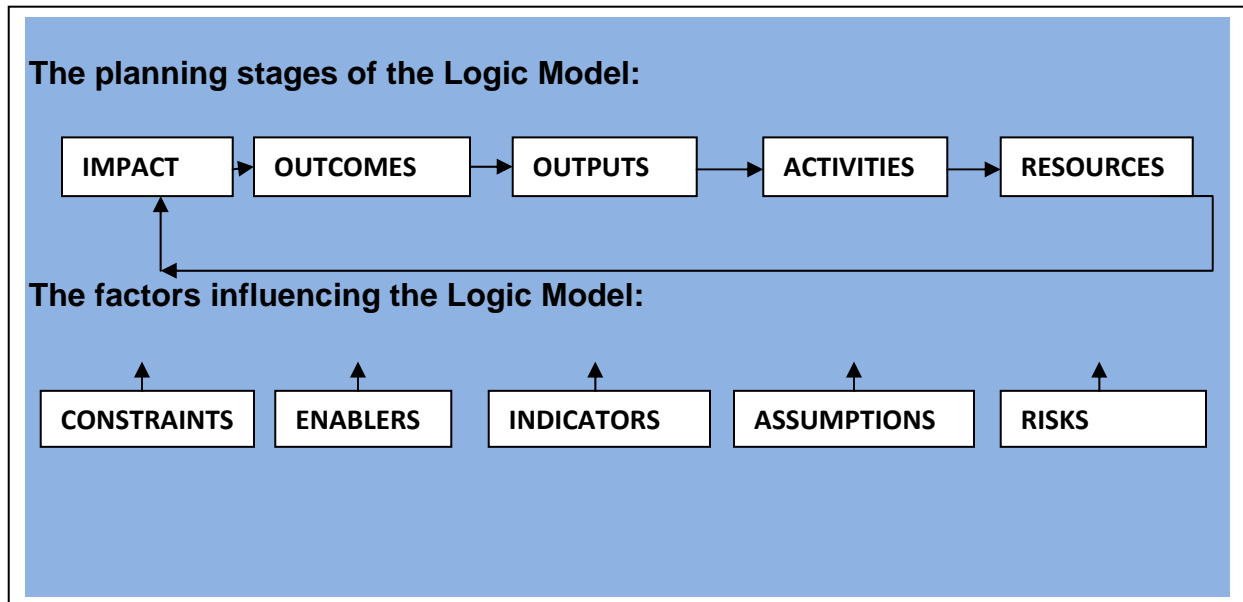 The planning stages of the Logic Model:
IMPACT OUTCOMES OUTPUTS ACTIVITIES RESOURCES
The factors influencing the Logic Model:
CONSTRAINTS ENABLERS INDICATORS ASSUMPTIONS RISKS